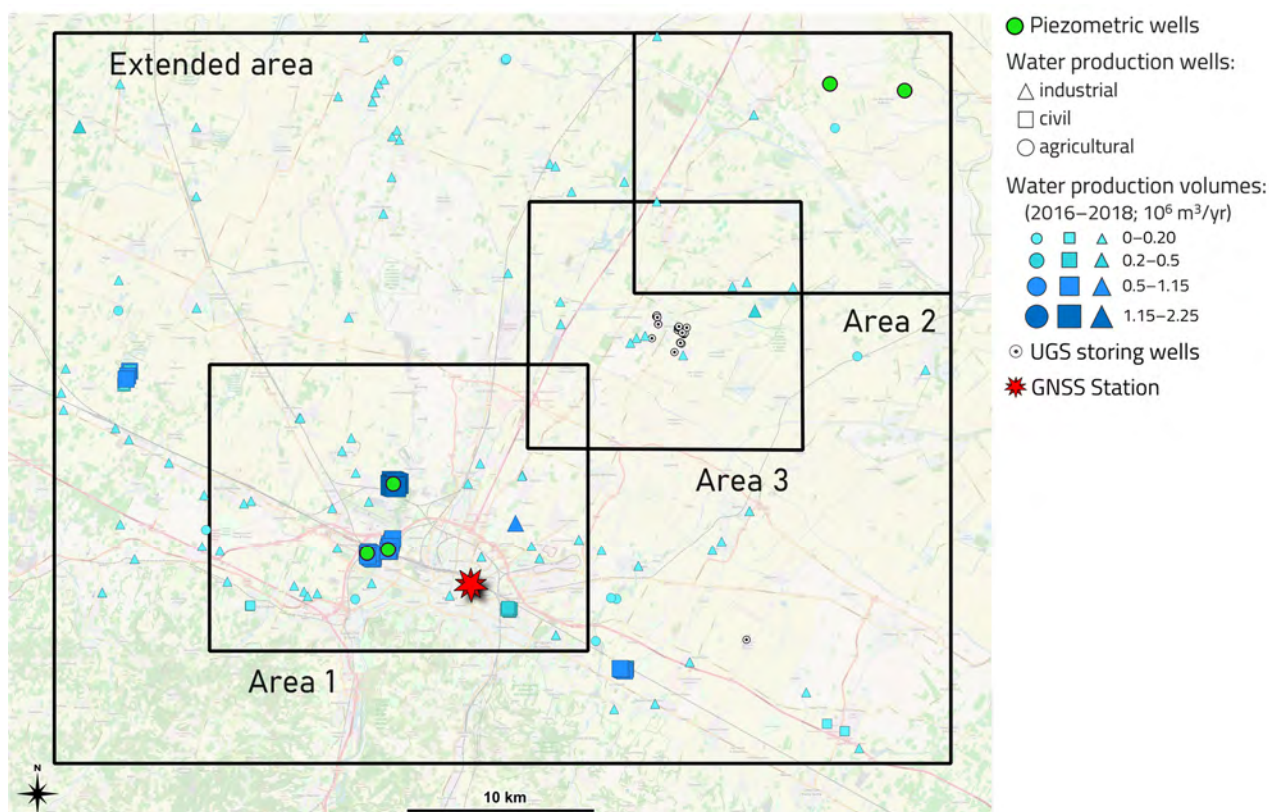 Extended area
Area 2
Area 3
Area 1
N
10 km
Piezometric wells
Water production wells:
industrial
civil
agricultural
Water production volumes:
(2016–2018; 10⁶ m³/yr)
0–0.20
0.2–0.5
0.5–1.15
1.15–2.25
UGS storing wells
GNSS Station